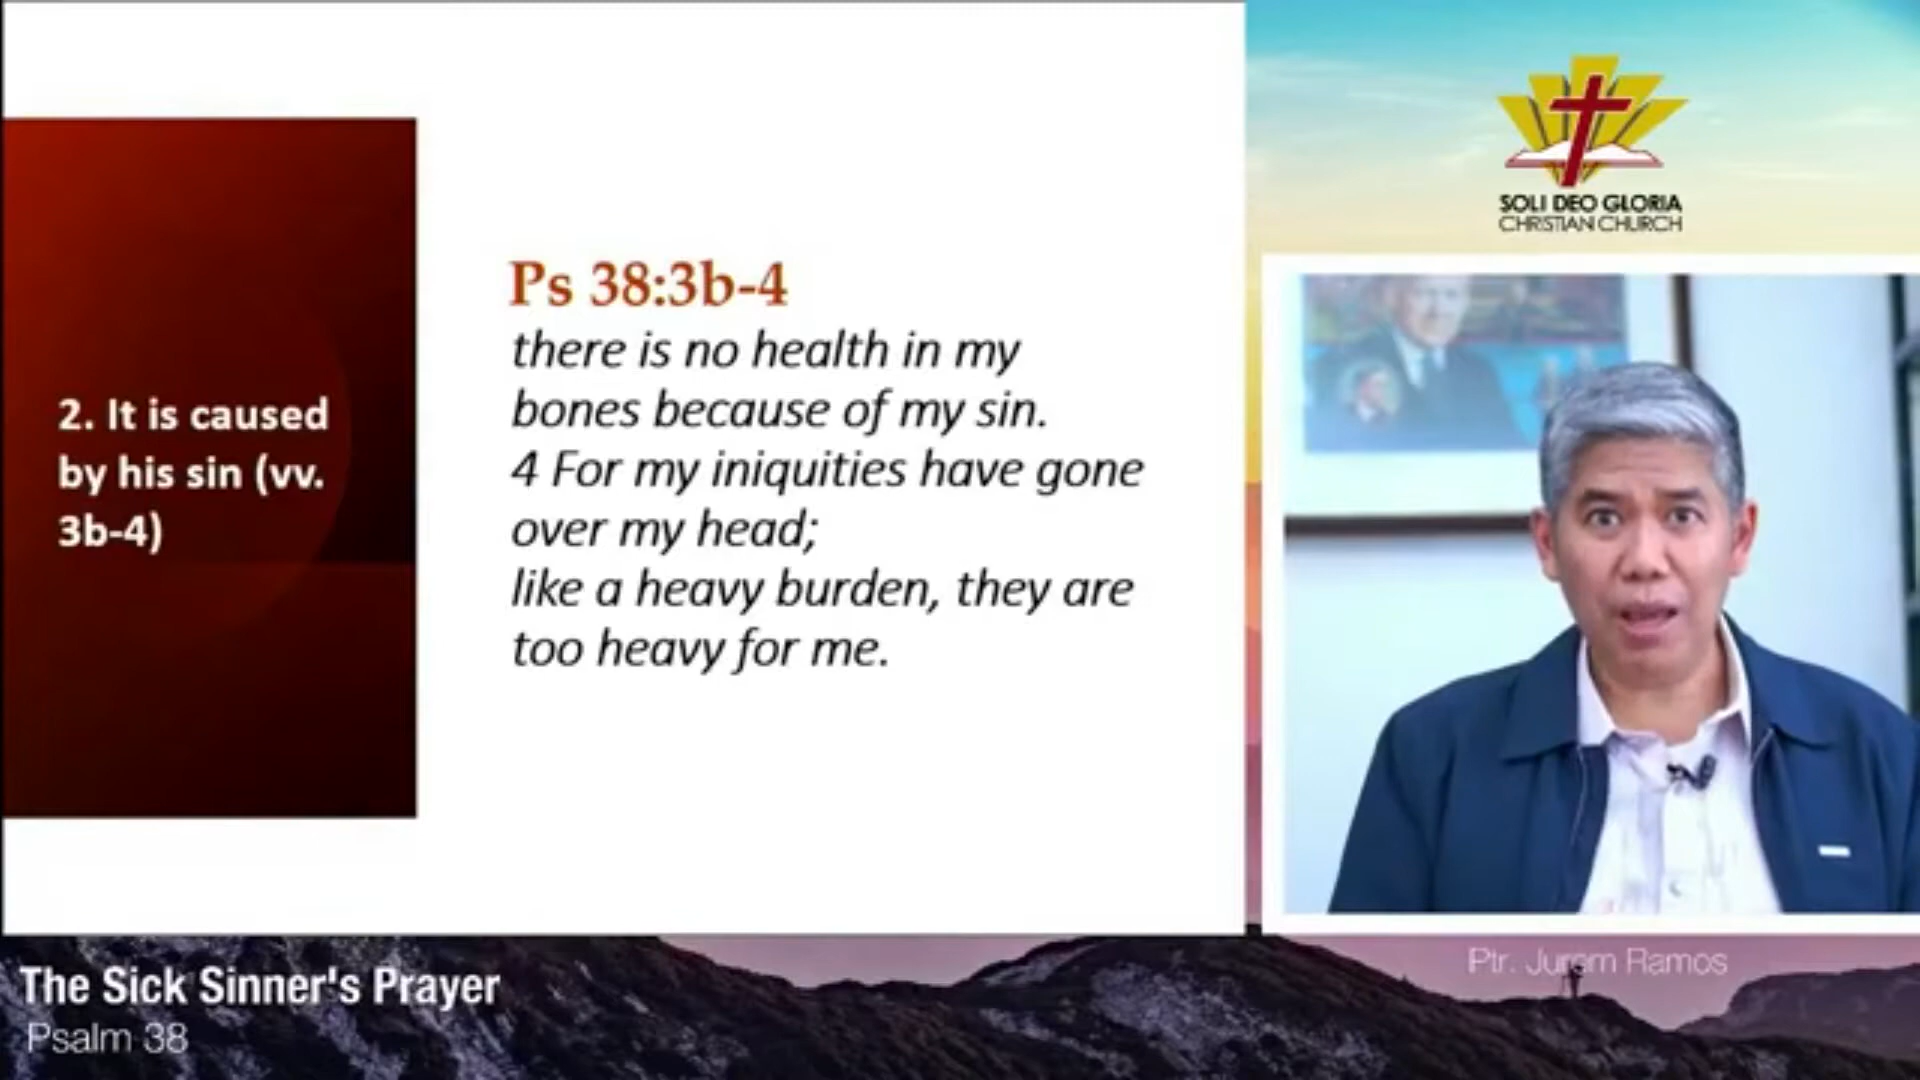 2. It is caused
by his sin (vv.
3b-4)
Ps 38:3b-4
there is no health in my
bones because of my sin.
4 For my iniquities have gone
over my head;
like a heavy burden, they are
too heavy for me.
SOLI DEO GLORIA
CHRISTIAN CHURCH
Ptr. Jurem Ramos
The Sick Sinner's Prayer
Psalm 38